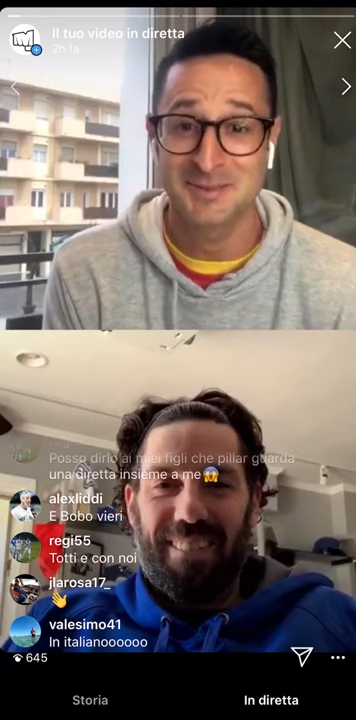 Il tuo video in diretta
2h fa
Posso dirlo ai miei figli che pillar guarda
una diretta insieme a me😱
alexliddi
E Bobo vieri
regi55
Totti e con noi
jlarosa17_
👋
valesimo41
In italianoooooo
645
Storia
In diretta